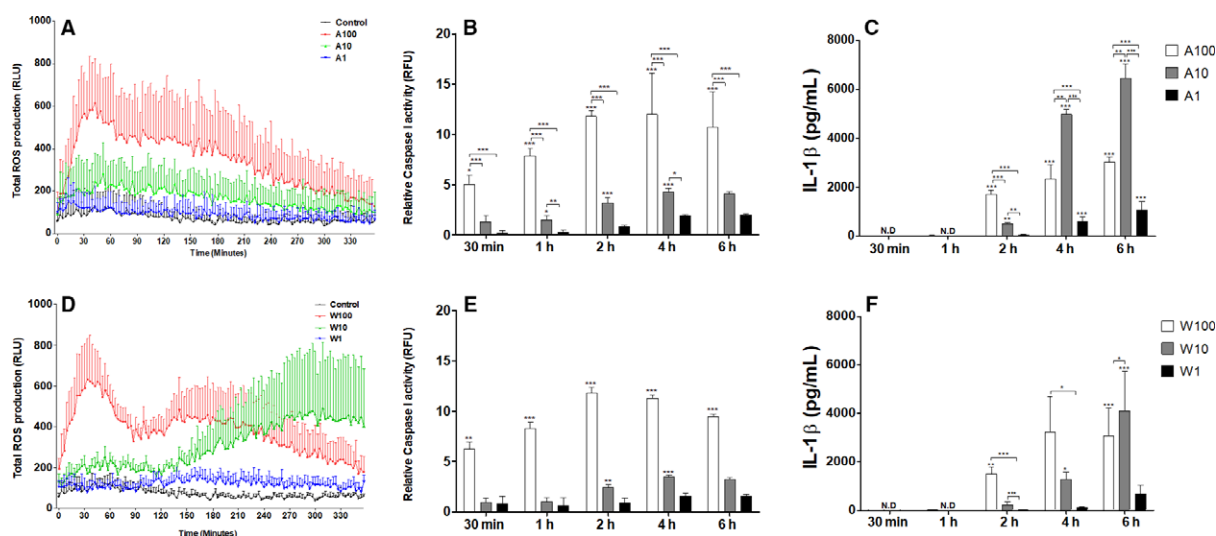 A
Control
A100
A10
A1
Total ROS production (RLU)
1000
800
600
400
200
0
0 30 60 90 120 150 180 210 240 270 300 330
Time (Minutes)
B
Relative Caspase I activity (RFU)
20
15
10
5
0
30 min 1 h 2 h 4 h 6 h
* *** *** *** *** *** * ** *** *** *** *** *** *** *** *** * *** *** ***
C
IL-1β (pg/mL)
8000
6000
4000
2000
0
N.D N.D
30 min 1 h 2 h 4 h 6 h
A100
A10
A1
D
Control
W100
W10
W1
Total ROS production (RLU)
1000
800
600
400
200
0
0 30 60 90 120 150 180 210 240 270 300 330
Time (Minutes)
E
Relative Caspase I activity (RFU)
20
15
10
5
0
** *** *** ** *** *** ***
30 min 1 h 2 h 4 h 6 h
F
IL-1β (pg/mL)
8000
6000
4000
2000
0
N.D N.D
30 min 1 h 2 h 4 h 6 h
W100
W10
W1